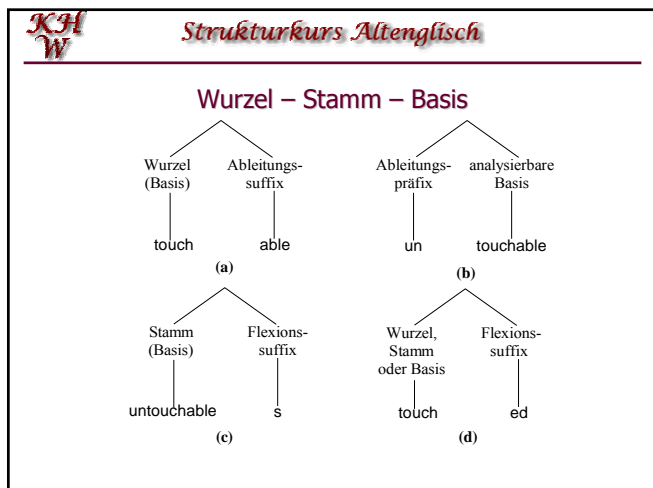 KH
W
Strukturkurs Altenglisch
Wurzel – Stamm – Basis
Wurzel
(Basis)
Ableitungs-
suffix
touch
able
(a)
Ableitungs-
präfix
analysierbare
Basis
un
touchable
(b)
Stamm
(Basis)
Flexions-
suffix
untouchable
s
(c)
Wurzel,
Stamm
oder Basis
Flexions-
suffix
touch
ed
(d)